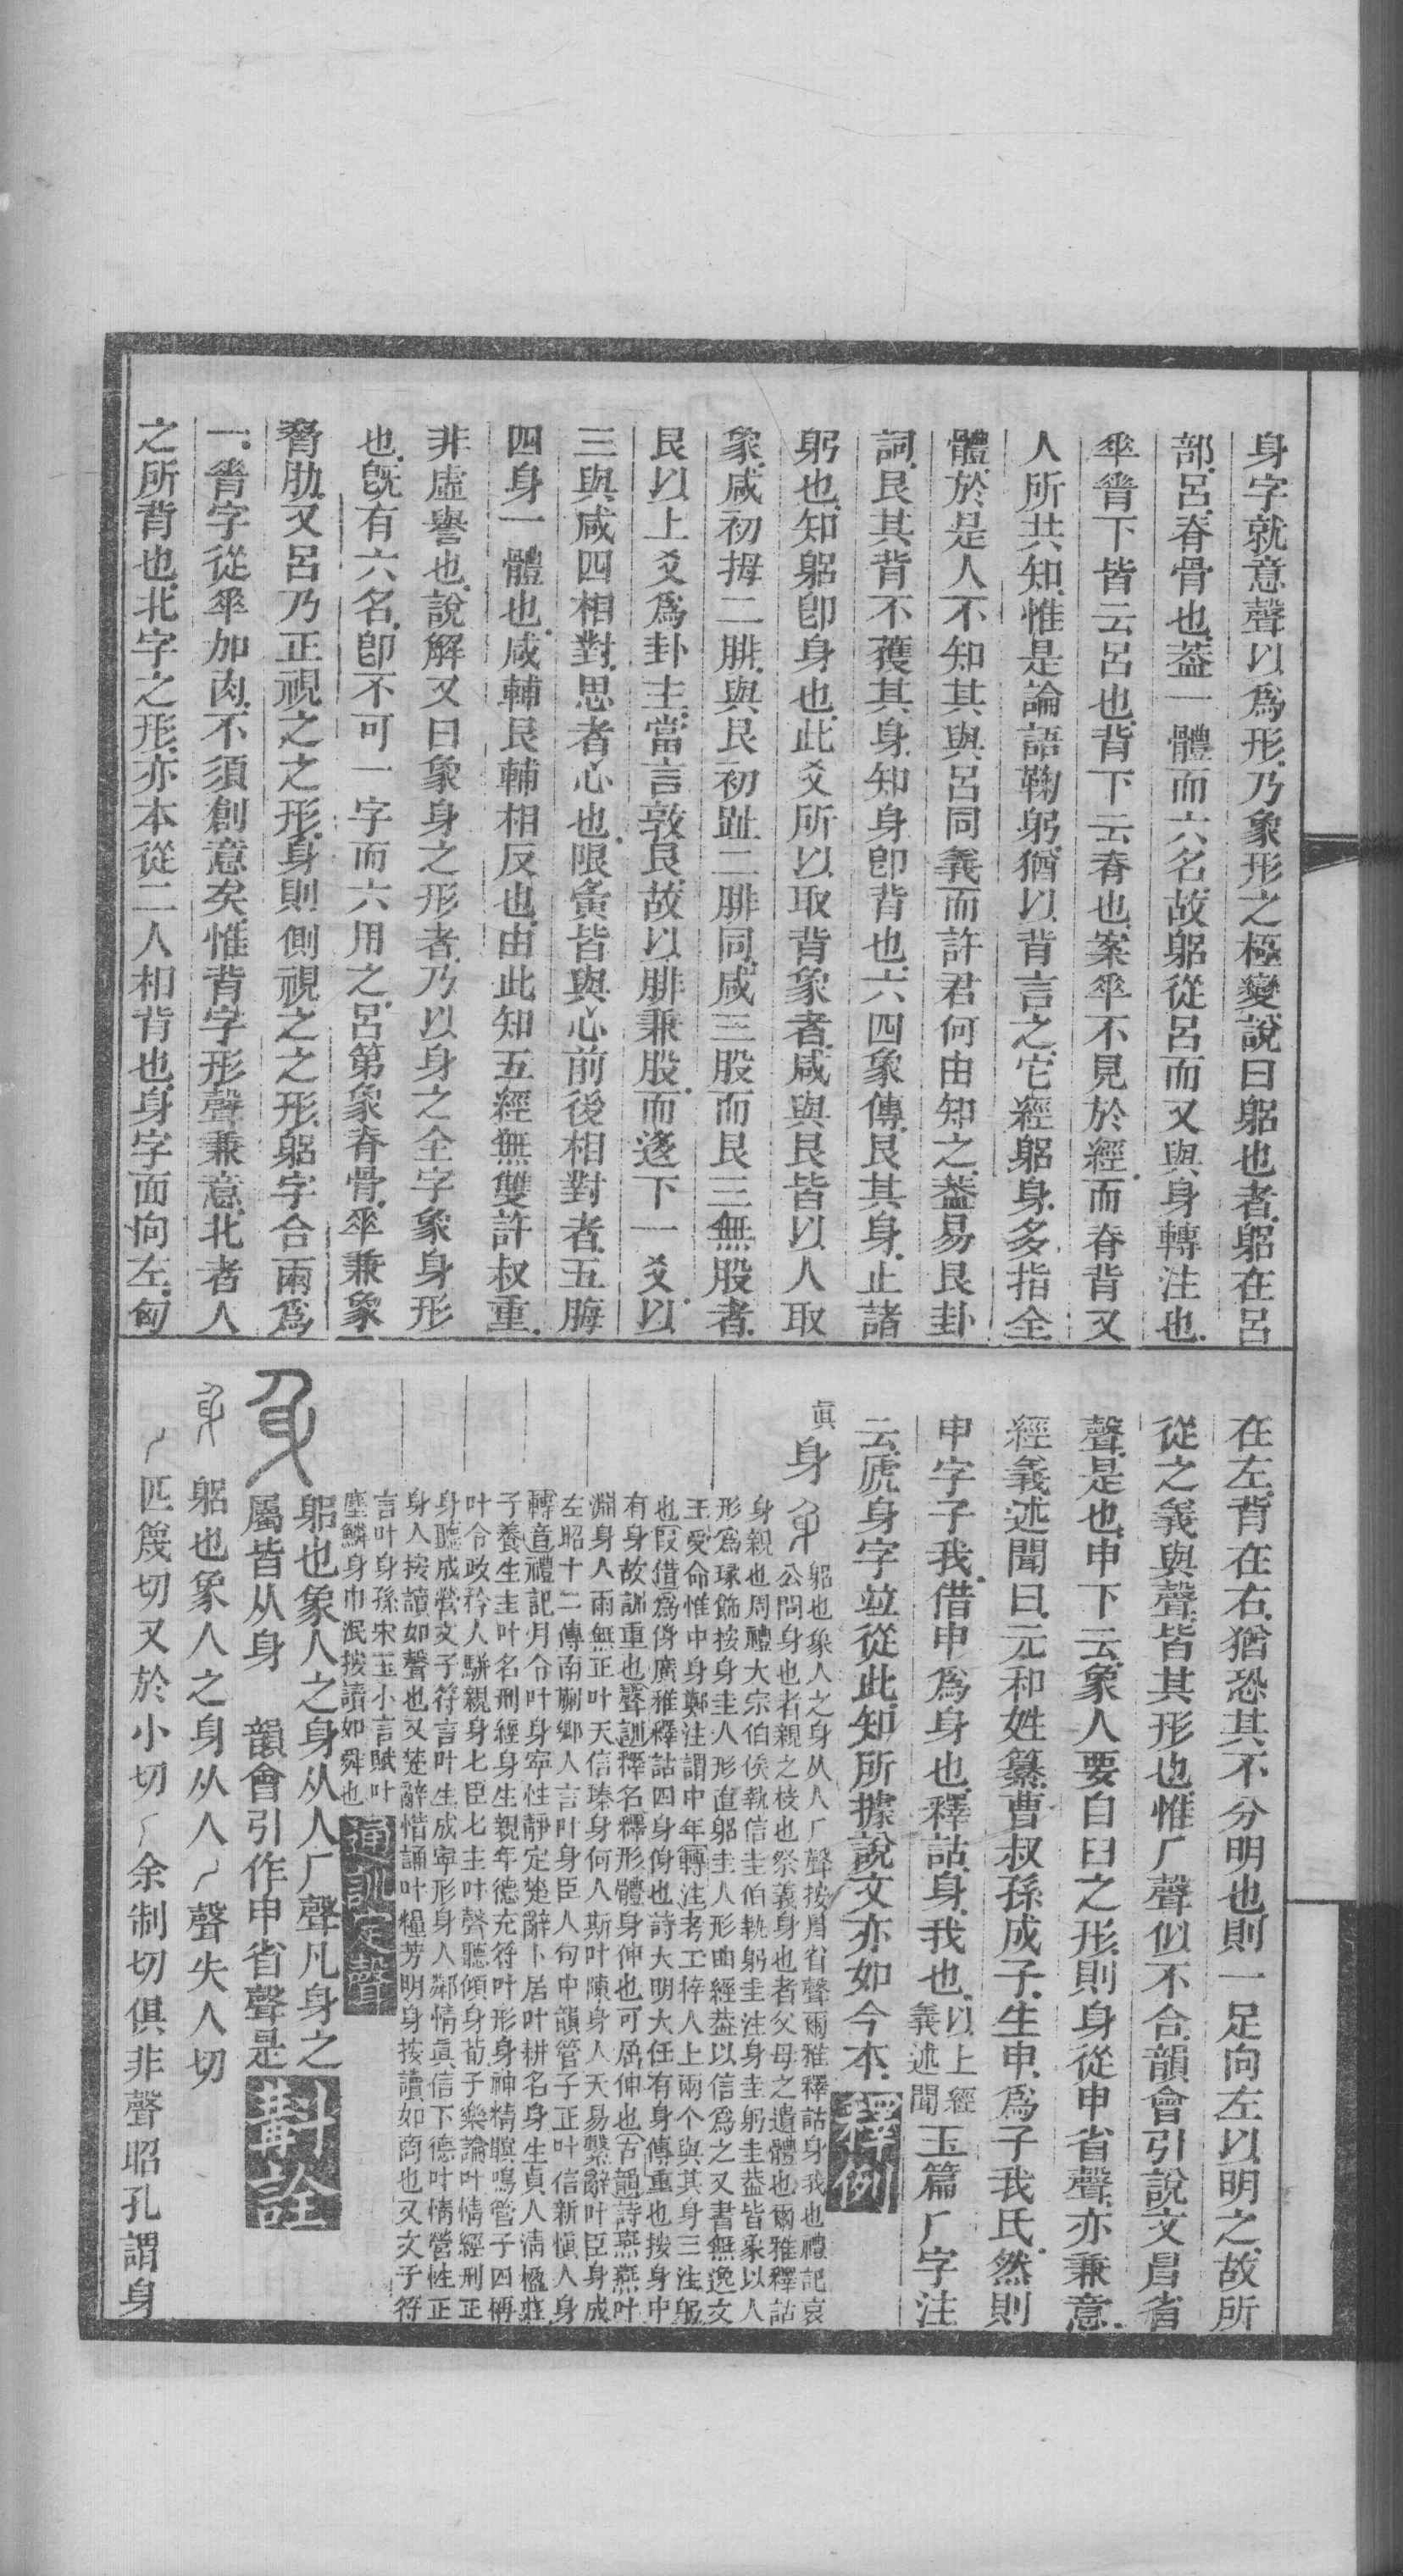 身字就意聲以爲形.乃象形之極變.說曰躳也者.躳在呂
部.呂.脊骨也.葢一體而六名.故躳從呂而又與身轉注也.
𠦬脊下皆云呂也.背下云脊也.案𠦬不見於經.而脊背又
人所共知.惟是論語鞠躬.猶以背言之.它經躳身.多指全
體.於是人不知其與呂同義.而許君何由知之.葢易艮卦
詞.艮其背.不獲其身.知身卽背也.六四象傳.艮其身.止諸
躬也.知躳卽身也.此爻所以取背象者.咸與艮皆以人取
象.咸初拇二腓.與艮初趾二腓同.咸三股而艮三無股者.
艮以上爻爲卦主.當言敦艮.故以腓兼股.而遂下一爻.以
三與咸四相對.思者心也.限夤皆與心前後相對者.五脢
四身一體也.咸輔艮輔相反也.由此知五經無雙許叔重.
非虛譽也.說解又曰象身之形者.乃以身之全字象身形
也.旣有六名.卽不可一字而六用之.呂第象脊骨.𠦬兼象
脅肋.又呂乃正視之之形.身則側視之之形.躳字合兩爲
一.脊字從𠦬加肉.不須創意矣.惟背字形聲兼意.北者人
之所背也.北字之形.亦本從二人相背也.身字面向左.匈
在左.背在右.猶恐其不分明也.則一足向左以明之.故所
從之義與聲.皆其形也.惟𠂆聲似不合.韻會引說文𦥔省
聲.是也.申下云.象人要自𦥑之形.則身從申省聲.亦兼意.
經義述聞曰.元和姓纂.曹叔孫成子.生申.爲子我氏.然則
申字子我.借申爲身也.釋詁.身.我也.以上經
義述聞玉篇𠂆字注
云.虒身字竝從此.知所據說文亦如今本.釋例
眞 身 躳也象人之身从人𠂆聲按𦥔省聲爾雅釋詁身我也禮記哀
公問身也者親之枝也祭義身也者父母之遺體也爾雅釋詁
身親也周禮大宗伯侯執信圭伯執躬圭注身圭躬圭葢皆象以人
形爲瑑飾按身圭人形直躬圭人形曲經葢以信爲之又書無逸文
王受命惟中身鄭注謂中年轉注考工梓人上兩个與其身三注躳
也叚借爲侜廣雅釋詁四身侜也詩大明大任有身傳重也按身中
有身故訓重也聲訓釋名釋形體身伸也可屈伸也古韻詩燕燕叶
淵身人雨無正叶天信臻身何人斯叶陳身人天易繫辭叶臣身成
左昭十二傳南蒯鄉人言叶身臣人句中韻管子正叶信新愼人身
轉音禮記月令叶身寧性靜定楚辭卜居叶耕名身生貞人淸楹莊
子養生主叶名刑經身生親年德充符叶形身神精瞑鳴管子四稱
叶令政矜人駢親身七臣七主叶聲聽傾身荀子樂論叶情經刑正
身聽成營文子符言叶生成寧形身人鄰情眞信下德叶情營性正
身人按讀如聲也又楚辭惜誦叶糧芳明身按讀如商也又文子符
言叶身孫宋玉小言賦叶
塵鱗身巾泯按讀如舜也通訓定聲
躳也象人之身从人𠂆聲凡身之
屬皆从身 韻會引作申省聲是 斠詮
躳也象人之身从人𠂆聲失人切
𠂆匹蔑切又於小切𠂆余制切俱非聲昭孔謂身